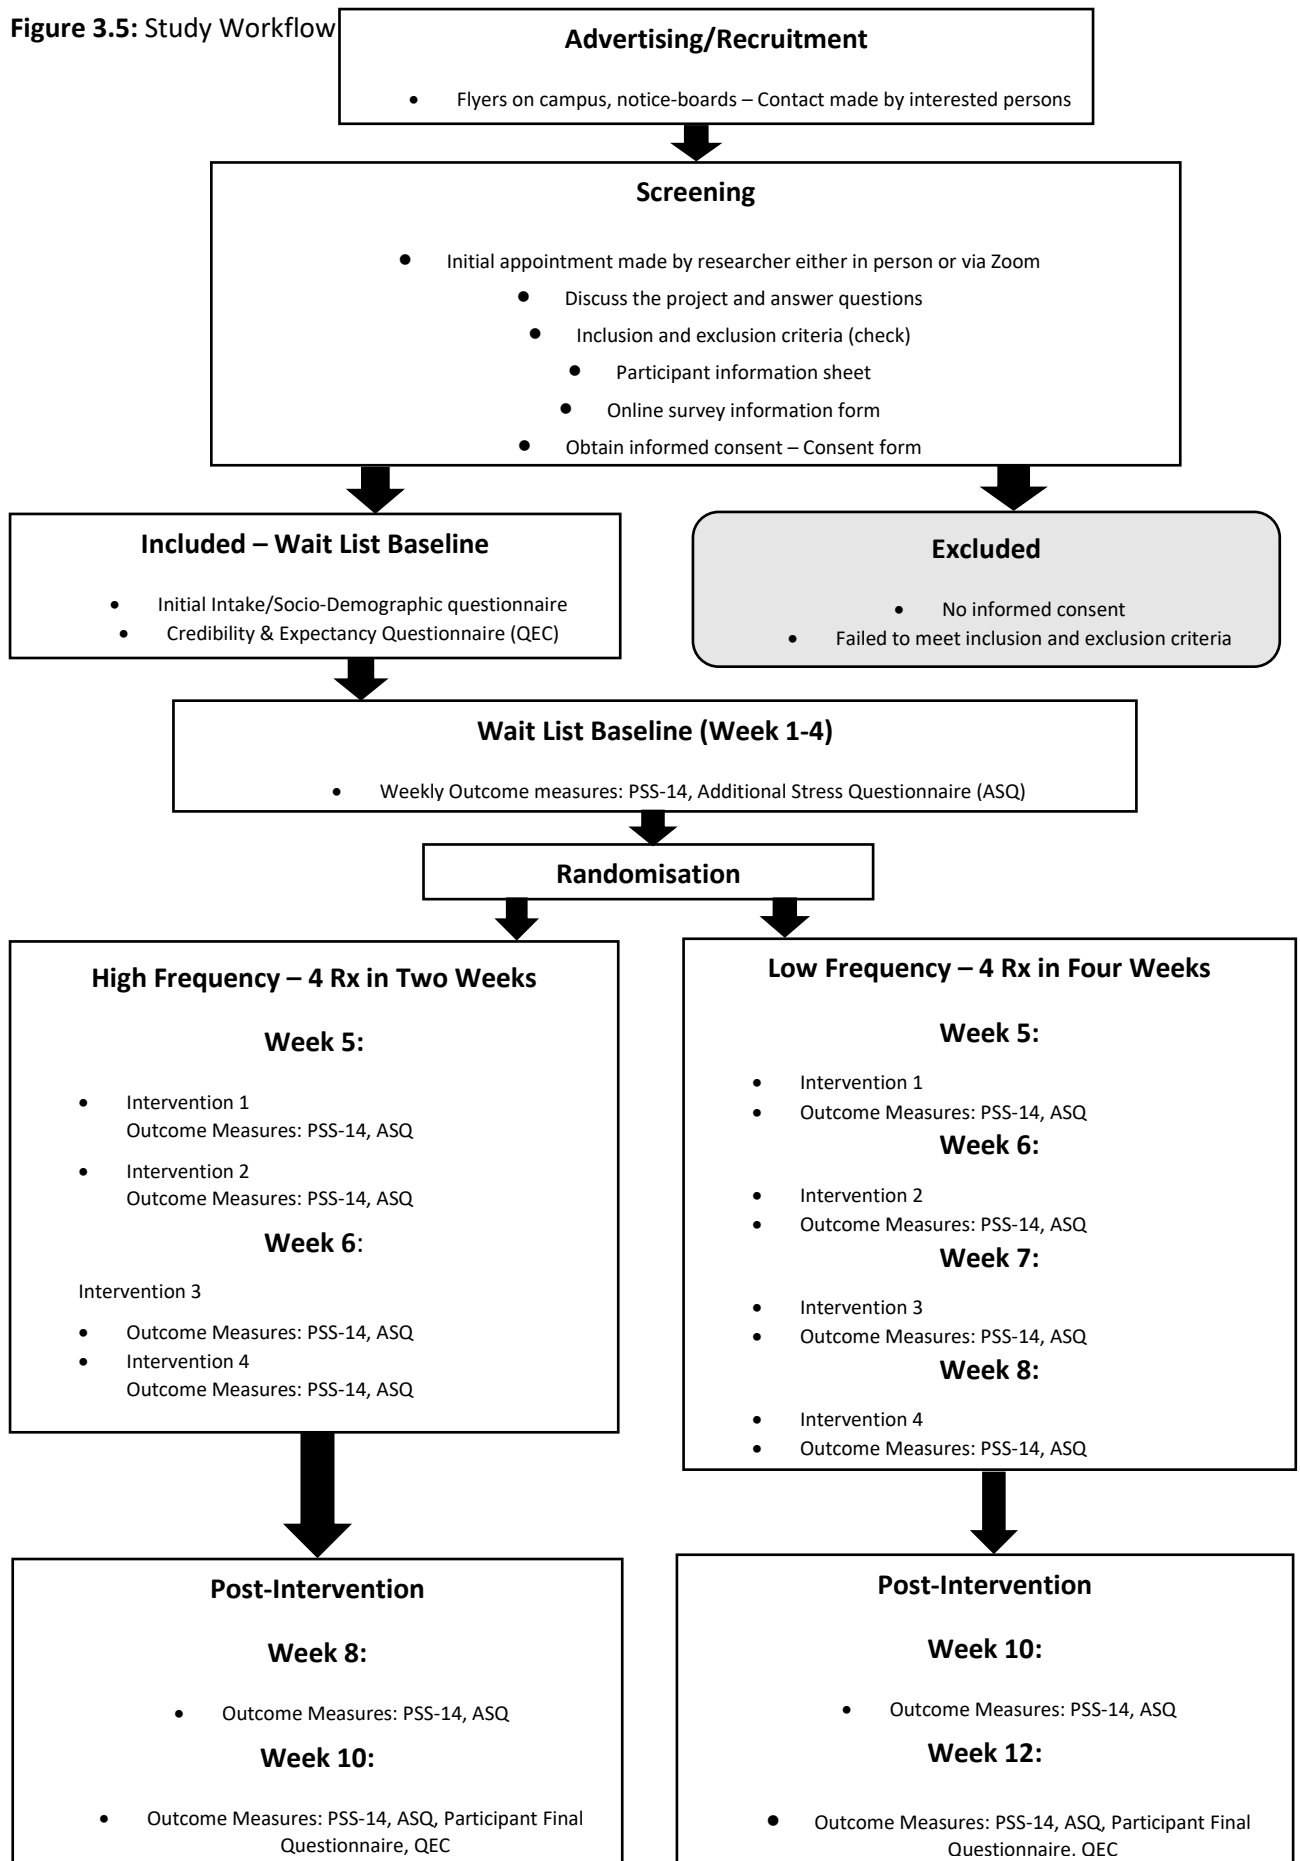 Figure 3.5: Study Workflow
Advertising/Recruitment
• Flyers on campus, notice-boards – Contact made by interested persons
Screening
• Initial appointment made by researcher either in person or via Zoom
• Discuss the project and answer questions
• Inclusion and exclusion criteria (check)
• Participant information sheet
• Online survey information form
• Obtain informed consent – Consent form
Included – Wait List Baseline
• Initial Intake/Socio-Demographic questionnaire
• Credibility & Expectancy Questionnaire (QEC)
Excluded
• No informed consent
• Failed to meet inclusion and exclusion criteria
Wait List Baseline (Week 1-4)
• Weekly Outcome measures: PSS-14, Additional Stress Questionnaire (ASQ)
Randomisation
High Frequency – 4 Rx in Two Weeks
Week 5:
• Intervention 1
Outcome Measures: PSS-14, ASQ
• Intervention 2
Outcome Measures: PSS-14, ASQ
Week 6:
Intervention 3
• Outcome Measures: PSS-14, ASQ
• Intervention 4
Outcome Measures: PSS-14, ASQ
Low Frequency – 4 Rx in Four Weeks
Week 5:
• Intervention 1
• Outcome Measures: PSS-14, ASQ
Week 6:
• Intervention 2
• Outcome Measures: PSS-14, ASQ
Week 7:
• Intervention 3
• Outcome Measures: PSS-14, ASQ
Week 8:
• Intervention 4
• Outcome Measures: PSS-14, ASQ
Post-Intervention
Week 8:
• Outcome Measures: PSS-14, ASQ
Week 10:
• Outcome Measures: PSS-14, ASQ, Participant Final
Questionnaire, QEC
Post-Intervention
Week 10:
• Outcome Measures: PSS-14, ASQ
Week 12:
• Outcome Measures: PSS-14, ASQ, Participant Final
Questionnaire, QEC